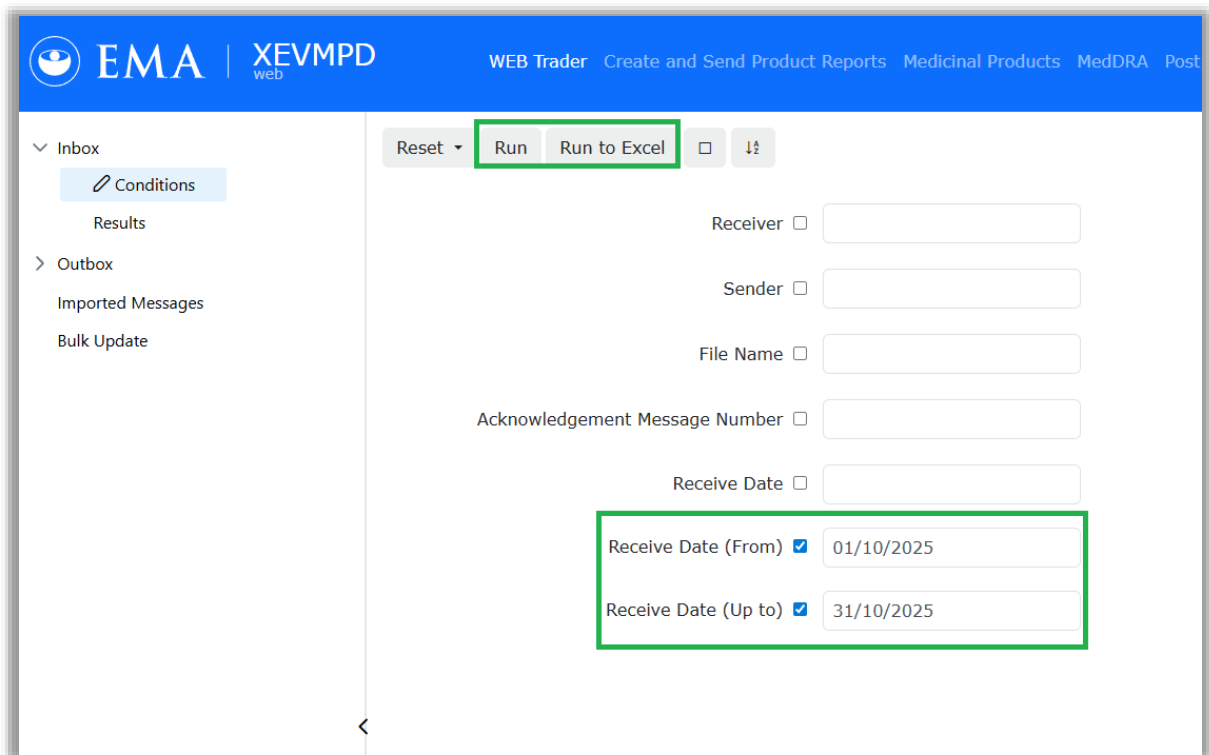 EMA XEVMPD
web
WEB Trader Create and Send Product Reports Medicinal Products MedDRA Post
Inbox
Conditions
Results
Outbox
Imported Messages
Bulk Update
Reset Run Run to Excel
Receiver
Sender
File Name
Acknowledgement Message Number
Receive Date
Receive Date (From) 01/10/2025
Receive Date (Up to) 31/10/2025